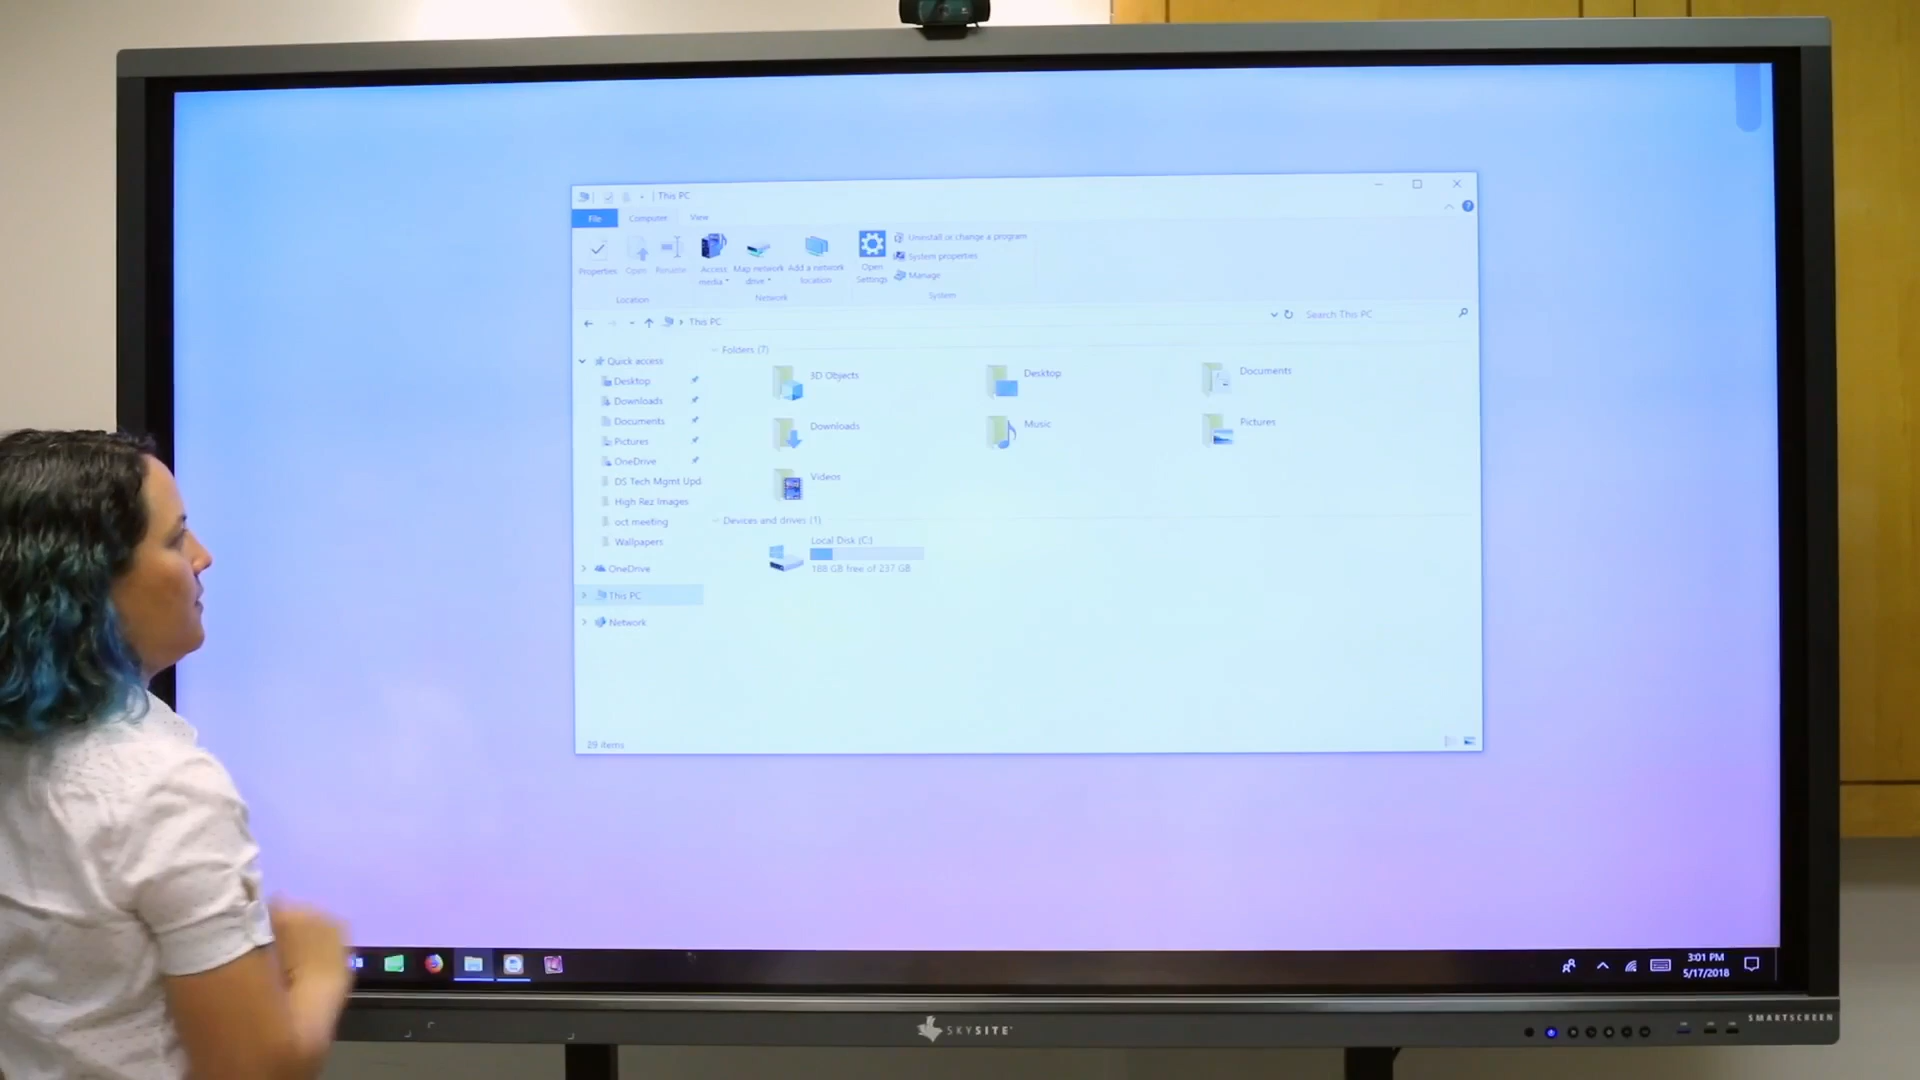 This PC
File Computer View
Properties Open Rename Access media Map network drive Add a network location Open Settings
Uninstall or change a program
System properties
Manage
Location Network System
This PC
Search This PC
Quick access
Desktop
Downloads
Documents
Pictures
OneDrive
DS Tech Mgmt Upd
High Rez Images
oct meeting
Wallpapers
OneDrive
This PC
Network
Folders (7)
3D Objects Desktop Documents
Downloads Music Pictures
Videos
Devices and drives (1)
Local Disk (C:)
188 GB free of 237 GB
29 items
3:01 PM
5/17/2018
SKYSITE
SMARTSCREEN